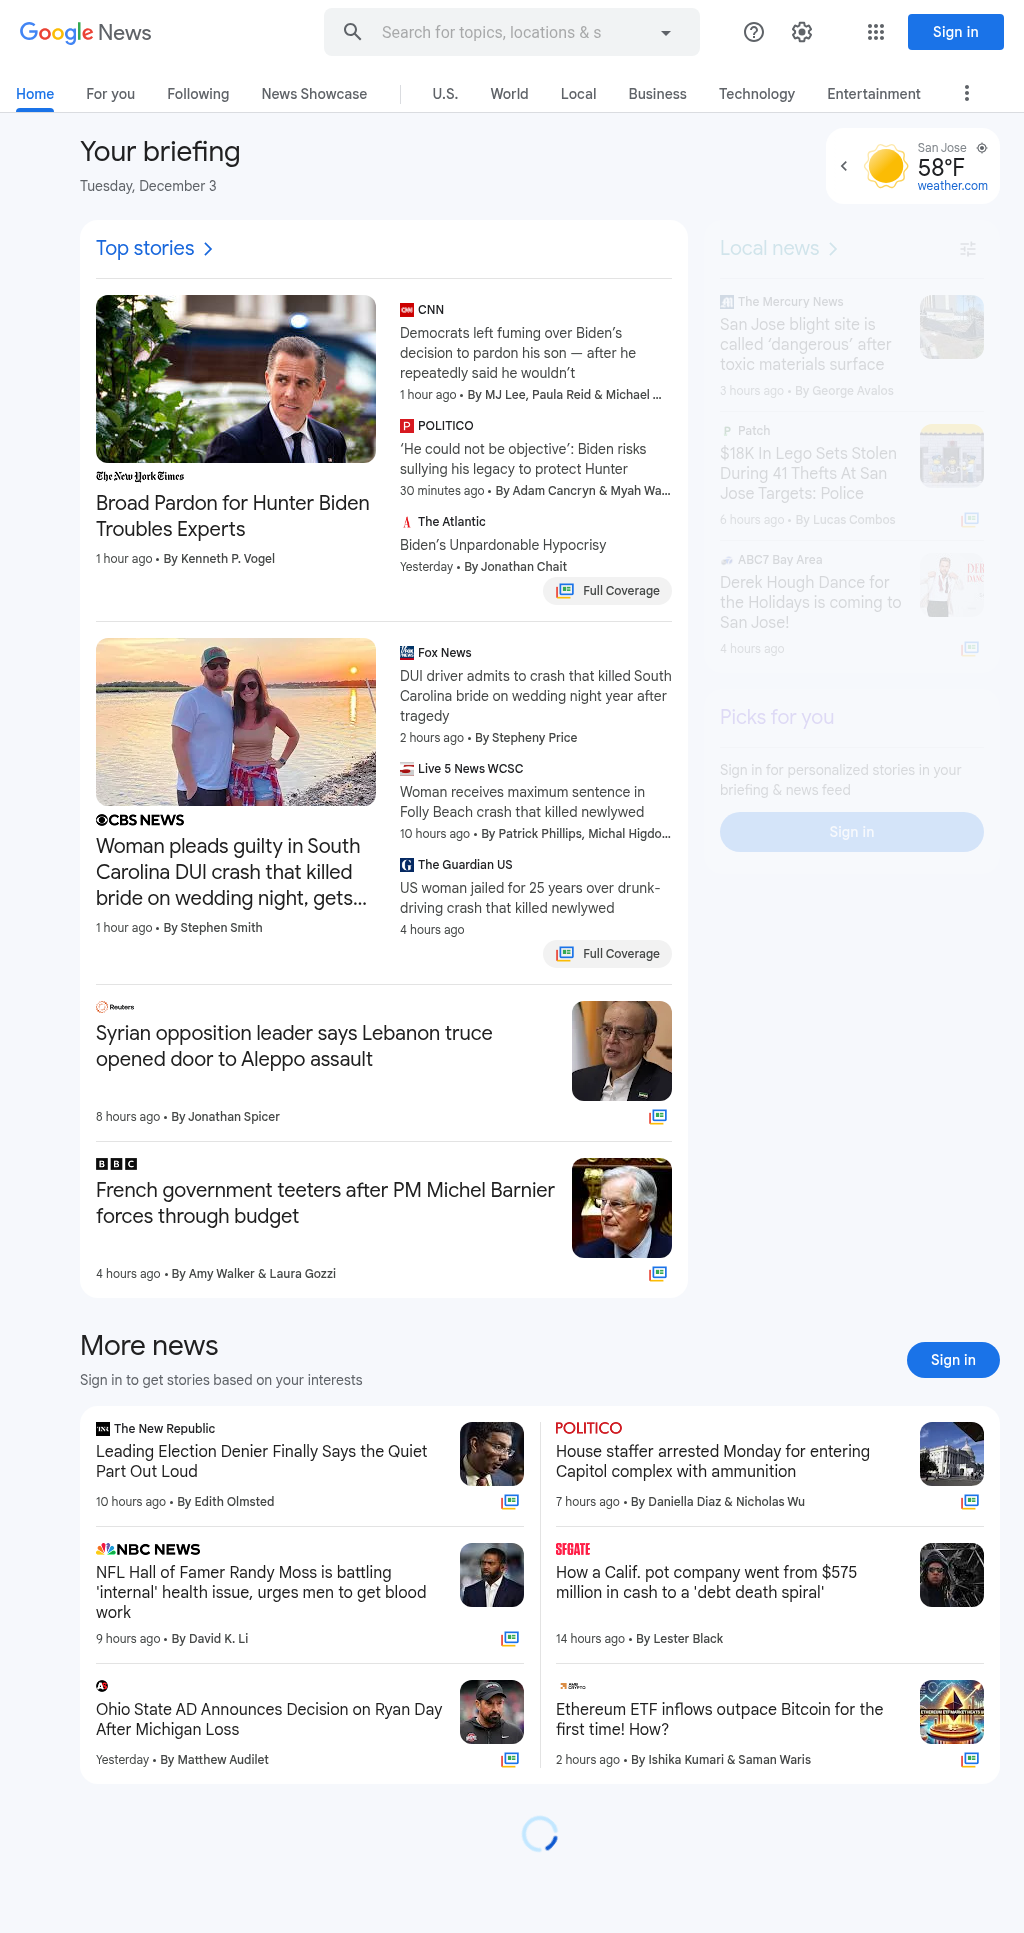 Google News
Search for topics, locations & s
Sign in
Home
For you
Following
News Showcase
U.S.
World
Local
Business
Technology
Entertainment
Your briefing
Tuesday, December 3
San Jose
58°F
weather.com
Top stories
The New York Times
Broad Pardon for Hunter Biden
Troubles Experts
1 hour ago • By Kenneth P. Vogel
CNN
Democrats left fuming over Biden’s
decision to pardon his son — after he
repeatedly said he wouldn’t
1 hour ago • By MJ Lee, Paula Reid & Michael ...
POLITICO
‘He could not be objective’: Biden risks
sullying his legacy to protect Hunter
30 minutes ago • By Adam Cancryn & Myah Wa...
The Atlantic
Biden’s Unpardonable Hypocrisy
Yesterday • By Jonathan Chait
Full Coverage
CBS NEWS
Woman pleads guilty in South
Carolina DUI crash that killed
bride on wedding night, gets...
1 hour ago • By Stephen Smith
Fox News
DUI driver admits to crash that killed South
Carolina bride on wedding night year after
tragedy
2 hours ago • By Stepheny Price
Live 5 News WCSC
Woman receives maximum sentence in
Folly Beach crash that killed newlywed
10 hours ago • By Patrick Phillips, Michal Higdo...
The Guardian US
US woman jailed for 25 years over drunk-
driving crash that killed newlywed
4 hours ago
Full Coverage
Reuters
Syrian opposition leader says Lebanon truce
opened door to Aleppo assault
8 hours ago • By Jonathan Spicer
BBC
French government teeters after PM Michel Barnier
forces through budget
4 hours ago • By Amy Walker & Laura Gozzi
Local news
The Mercury News
San Jose blight site is
called ‘dangerous’ after
toxic materials surface
3 hours ago • By George Avalos
Patch
$18K In Lego Sets Stolen
During 41 Thefts At San
Jose Targets: Police
6 hours ago • By Lucas Combos
ABC7 Bay Area
Derek Hough Dance for
the Holidays is coming to
San Jose!
4 hours ago
Picks for you
Sign in for personalized stories in your
briefing & news feed
Sign in
More news
Sign in to get stories based on your interests
Sign in
The New Republic
Leading Election Denier Finally Says the Quiet
Part Out Loud
10 hours ago • By Edith Olmsted
NBC NEWS
NFL Hall of Famer Randy Moss is battling
'internal' health issue, urges men to get blood
work
9 hours ago • By David K. Li
Ohio State AD Announces Decision on Ryan Day
After Michigan Loss
Yesterday • By Matthew Audilet
POLITICO
House staffer arrested Monday for entering
Capitol complex with ammunition
7 hours ago • By Daniella Diaz & Nicholas Wu
SFGATE
How a Calif. pot company went from $575
million in cash to a 'debt death spiral'
14 hours ago • By Lester Black
Ethereum ETF inflows outpace Bitcoin for the
first time! How?
2 hours ago • By Ishika Kumari & Saman Waris